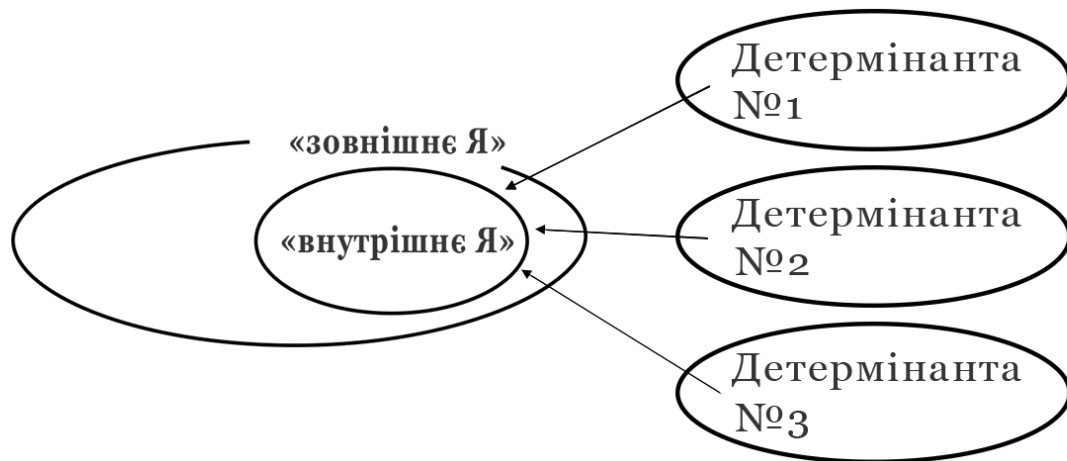 Детермінанта
№1
«зовнішнє Я»
Детермінанта
№2
«внутрішнє Я»
Детермінанта
№3